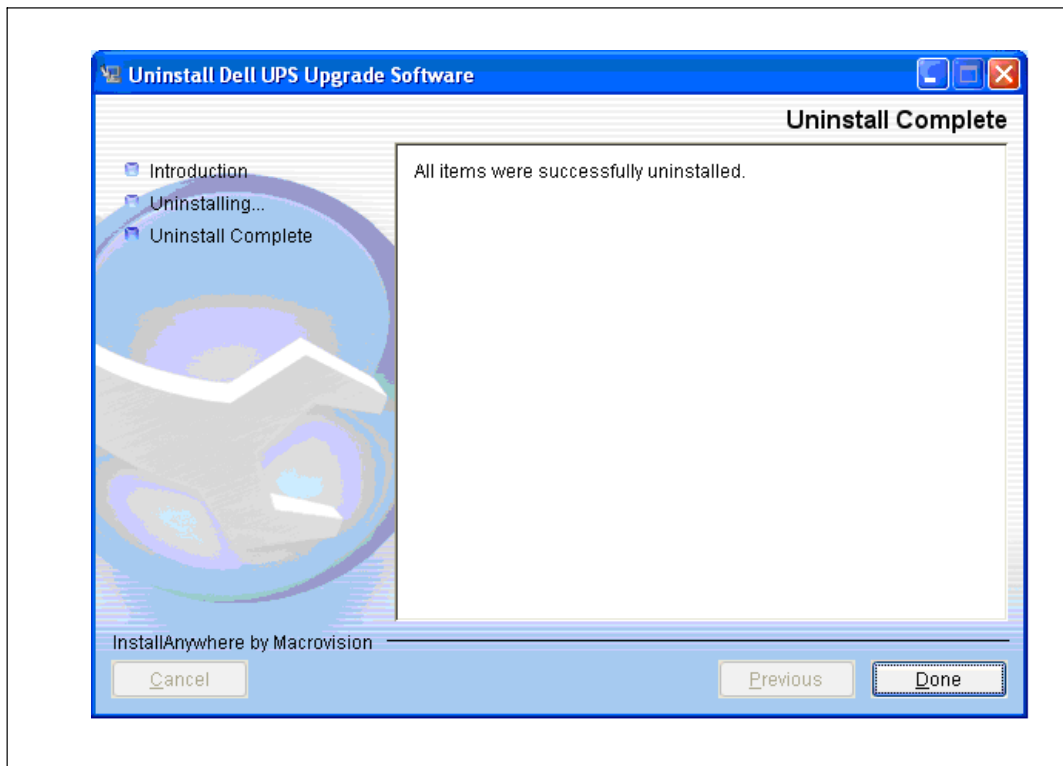 Uninstall Dell UPS Upgrade Software
Uninstall Complete
Introduction
Uninstalling...
Uninstall Complete
All items were successfully uninstalled.
InstallAnywhere by Macrovision
Cancel
Previous
Done